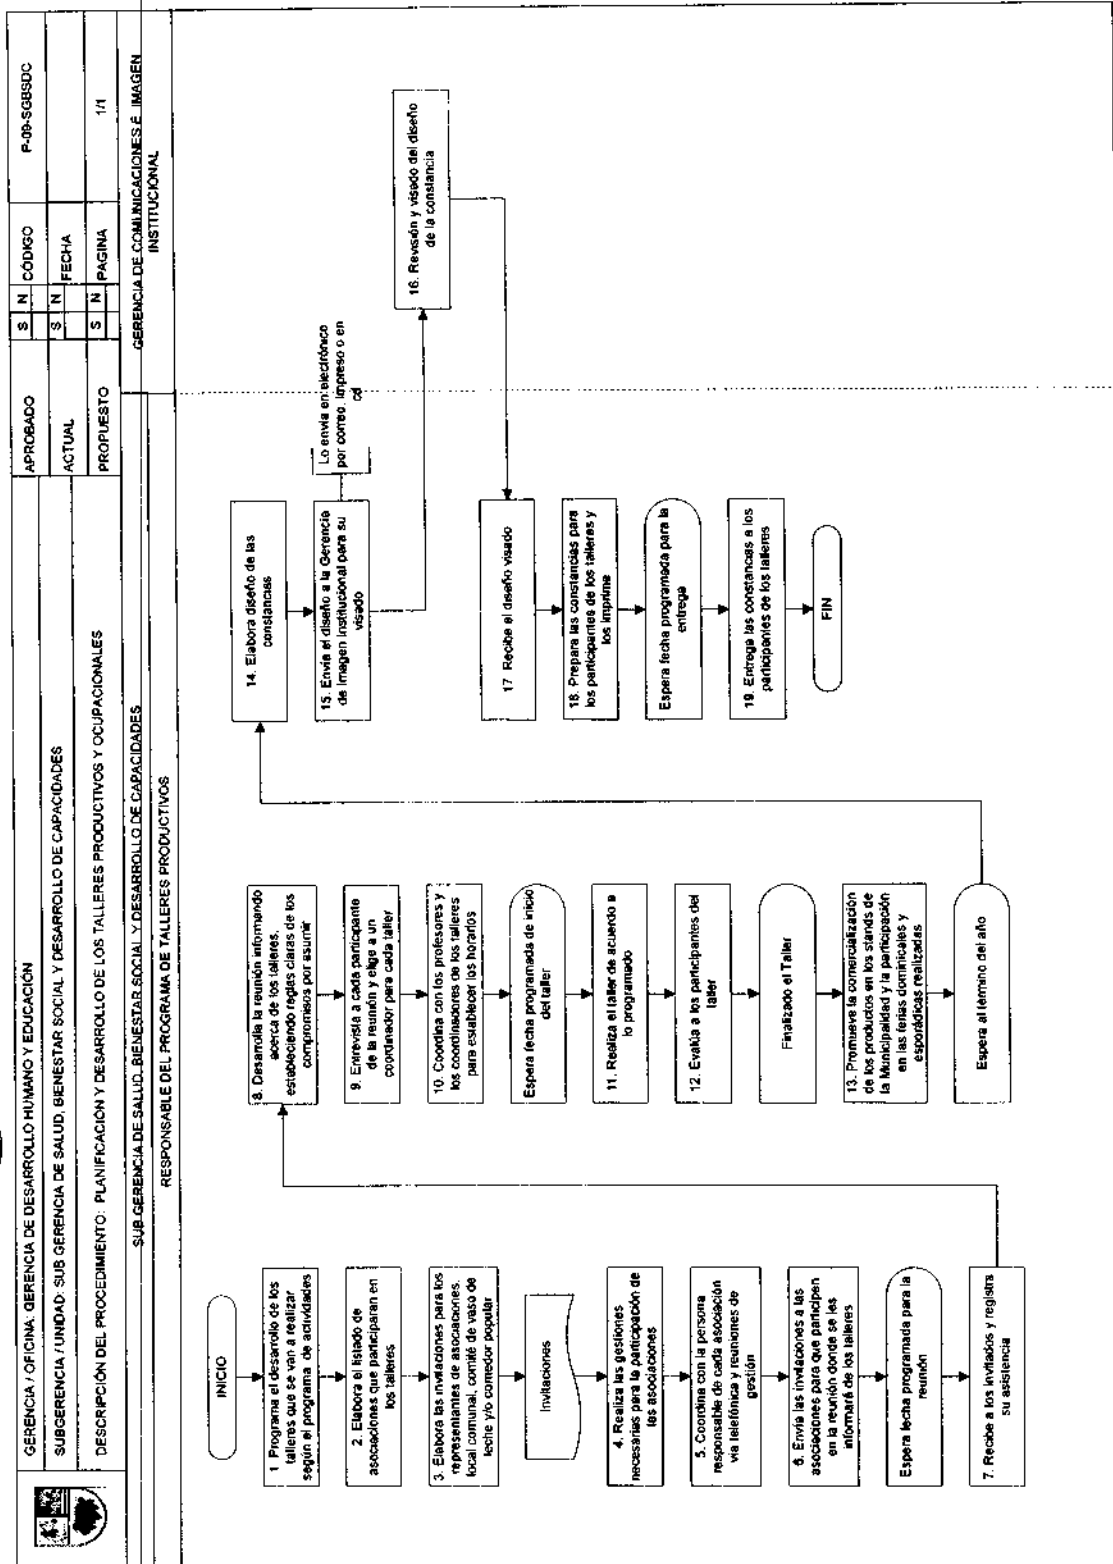 GERENCIA / OFICINA: GERENCIA DE DESARROLLO HUMANO Y EDUCACIÓN
APROBADO
S N
CÓDIGO
P-09-SGBSDC
SUBGERENCIA / UNIDAD: SUB GERENCIA DE SALUD, BIENESTAR SOCIAL Y DESARROLLO DE CAPACIDADES
ACTUAL
S N
FECHA
DESCRIPCIÓN DEL PROCEDIMIENTO: PLANIFICACIÓN Y DESARROLLO DE LOS TALLERES PRODUCTIVOS Y OCUPACIONALES
PROPUESTO
S N
PAGINA
1/1
SUB GERENCIA DE SALUD, BIENESTAR SOCIAL Y DESARROLLO DE CAPACIDADES
GERENCIA DE COMUNICACIONES E IMAGEN
INSTITUCIONAL
RESPONSABLE DEL PROGRAMA DE TALLERES PRODUCTIVOS
INICIO
1 Programa el desarrollo de los
talleres que se van a realizar
según el programa de actividades
2. Elabora el listado de
asociaciones que participaran en
los talleres
3. Elabora las invitaciones para los
representantes de asociaciones,
local comunal, comité de vaso de
leche y/o comedor popular
Invitaciones
4. Realiza las gestiones
necesarias para la participación de
las asociaciones
5. Coordina con la persona
responsable de cada asociación
via telefónica y reuniones de
gestión
6. Envía las invitaciones a las
asociaciones para que participen
en la reunión donde se les
informará de los talleres
Espera fecha programada para la
reunión
7. Recibe a los invitados y registra
su asistencia
8. Desarrolla la reunión informando
acerca de los talleres,
estableciendo reglas claras de los
compromisos por asumir
9. Entrevista a cada participante
de la reunión y elige a un
coordinador para cada taller
10. Coordina con los profesores y
los coordinadores de los talleres
para establecer los horarios
Espera fecha programada de inicio
del taller
11. Realiza el taller de acuerdo a
lo programado
12. Evalúa a los participantes del
taller
Finalizado el Taller
13. Promueve la comercialización
de los productos en los stands de
la Municipalidad y la participación
en las ferias dominicales y
esporádicas realizadas
Espera al término del año
14. Elabora diseño de las
constancias
15. Envía el diseño a la Gerencia
de Imagen Institucional para su
visado
Lo envia en electrónico
por correo, impreso o en
cd
16. Revisión y visado del diseño
de la constancia
17 Recibe el diseño visado
18. Prepara las constancias para
los participantes de los talleres y
los imprime
Espera fecha programada para la
entrega
19. Entrega las constancias a los
participantes de los talleres
FIN